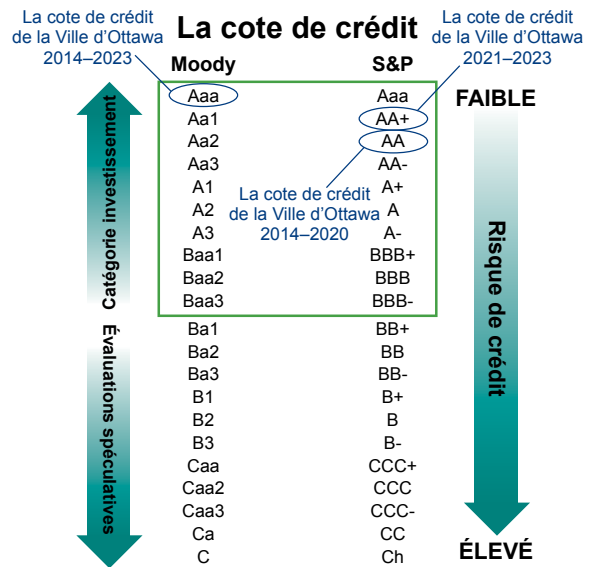 La cote de crédit
La cote de crédit
de la Ville d'Ottawa
2014–2023
La cote de crédit
de la Ville d'Ottawa
2021–2023
Moody S&P
Aaa Aaa FAIBLE
Aa1 AA+
Aa2 AA
Aa3 AA-
A1 A+
A2 A
A3 A-
La cote de crédit
de la Ville d'Ottawa
2014–2020
Baa1 BBB+
Baa2 BBB
Baa3 BBB-
Ba1 BB+
Ba2 BB
Ba3 BB-
B1 B+
B2 B
B3 B-
Caa CCC+
Caa2 CCC
Caa3 CCC-
Ca CC
C Ch
ÉLEVÉ
Catégorie investissement
Évaluations spéculatives
Risque de crédit